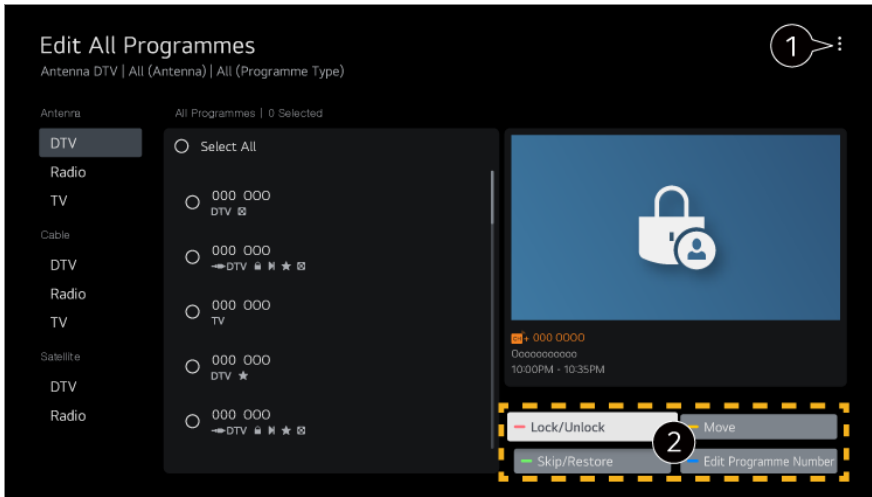 Edit All Programmes
1
Antenna DTV | All (Antenna) | All (Programme Type)
Antenna
DTV
Radio
TV
Cable
DTV
Radio
TV
Satellite
DTV
Radio
All Programmes | 0 Selected
Select All
000 000
DTV
000 000
DTV
000 000
TV
000 000
DTV
000 000
DTV
000 0000
Ooooooooooo
10:00PM - 10:35PM
Lock/Unlock
Move
2
Skip/Restore
Edit Programme Number